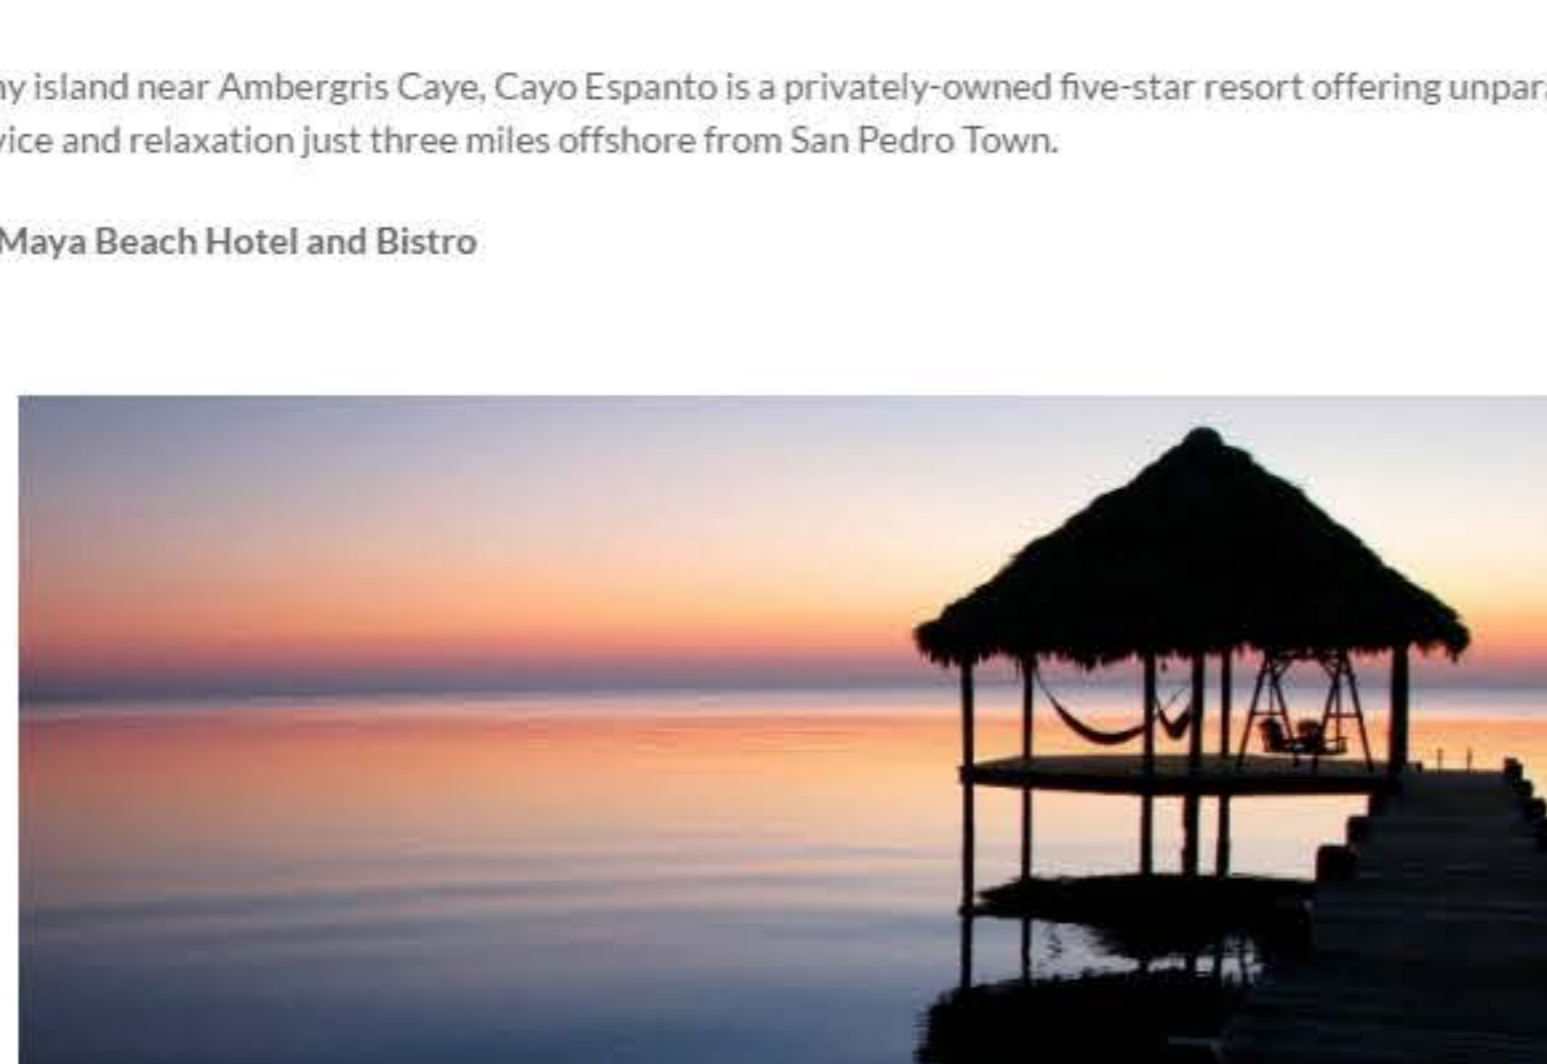 island near Ambergris Caye, Cayo Espanto is a privately-owned five-star resort offering
and relaxation just three miles offshore from San Pedro Town.
Maya Beach Hotel and Bistro